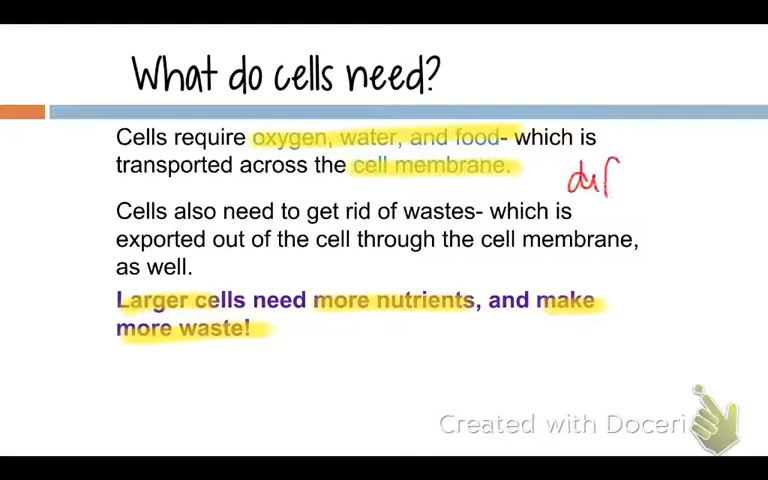 What do cells need?
Cells require oxygen, water, and food- which is
transported across the cell membrane.
Cells also need to get rid of wastes- which is
exported out of the cell through the cell membrane,
as well.
Larger cells need more nutrients, and make
more waste!
Created with Doceri